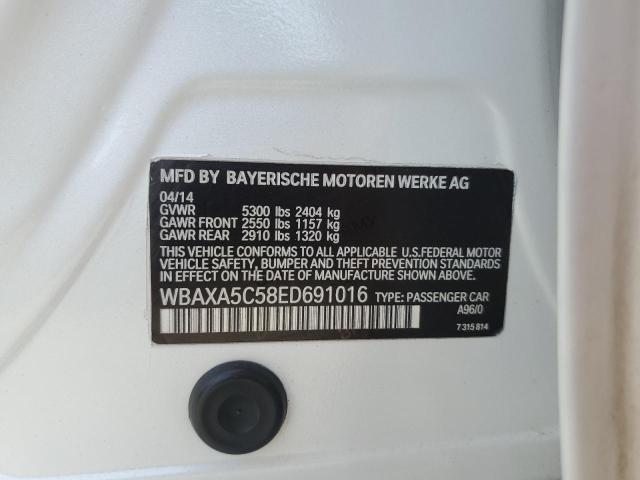 MFD BY BAYERISCHE MOTOREN WERKE AG
04/14
GVWR 5300 lbs 2404 kg
GAWR FRONT 2550 lbs 1157 kg
GAWR REAR 2910 lbs 1320 kg
THIS VEHICLE CONFORMS TO ALL APPLICABLE U.S.FEDERAL MOTOR
VEHICLE SAFETY, BUMPER AND THEFT PREVENTION STANDARDS
IN EFFECT ON THE DATE OF MANUFACTURE SHOWN ABOVE.
WBAXA5C58ED691016 TYPE: PASSENGER CAR
A96/0
7 315 814